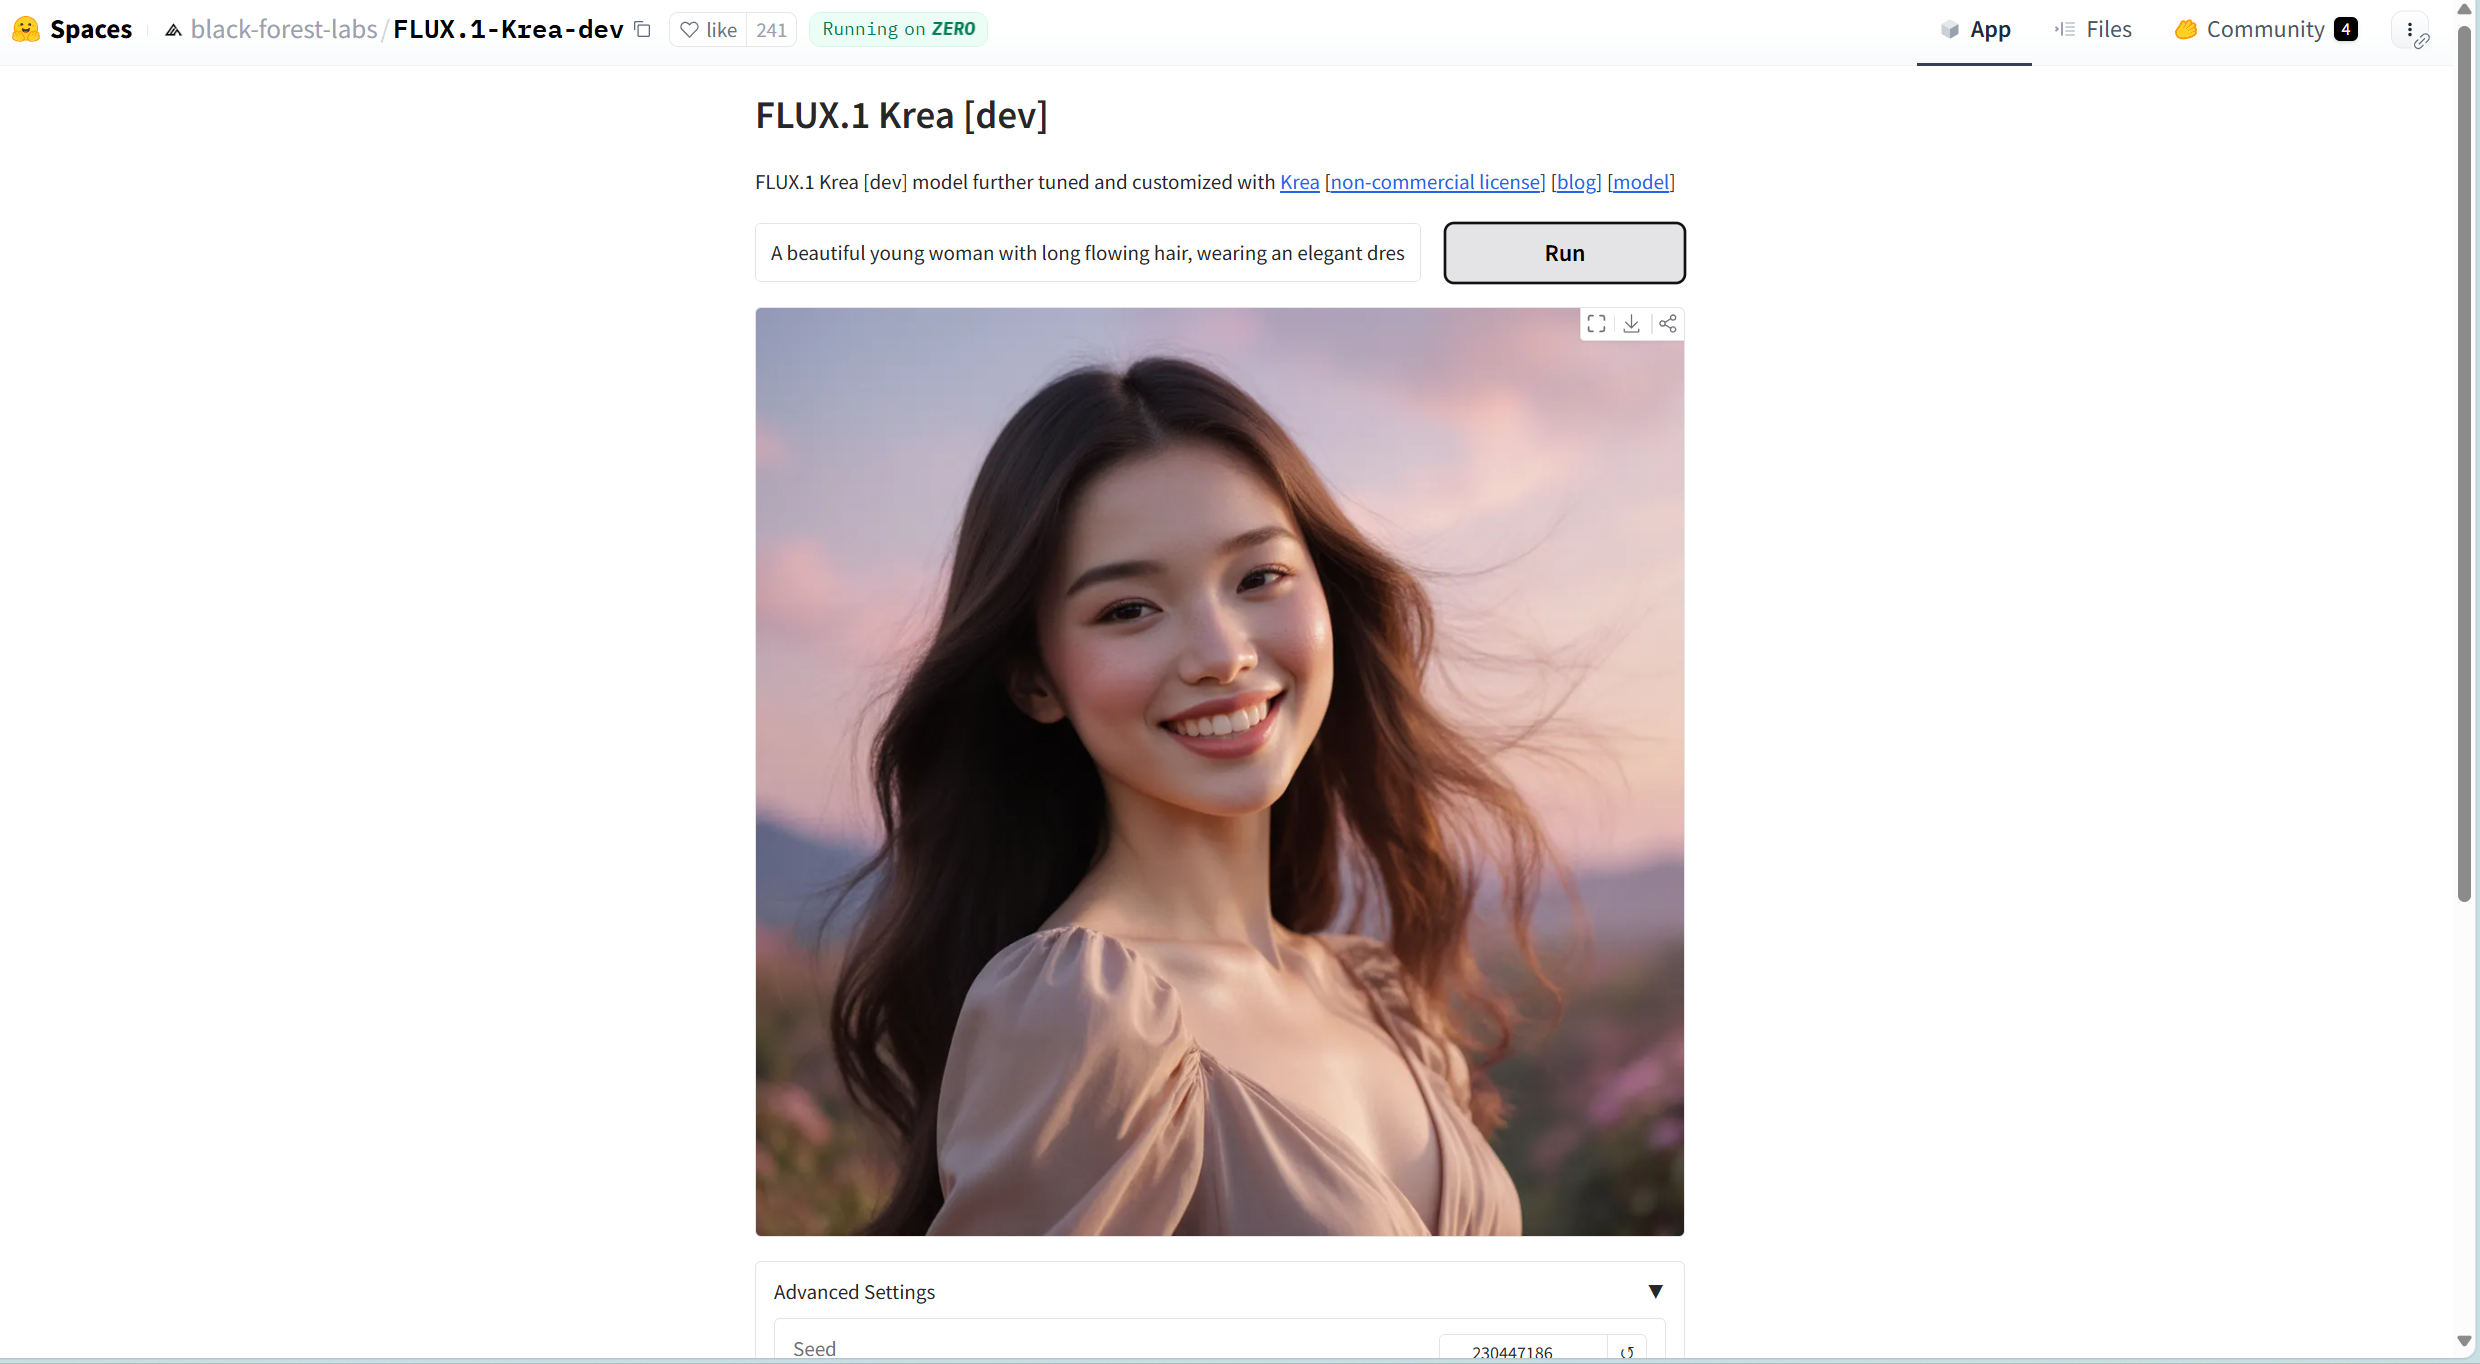 Spaces black-forest-labs/FLUX.1-Krea-dev like 241 Running on ZERO App Files Community 4
FLUX.1 Krea [dev]
FLUX.1 Krea [dev] model further tuned and customized with Krea [non-commercial license] [blog] [model]
A beautiful young woman with long flowing hair, wearing an elegant dres Run
Advanced Settings
Seed 230447186